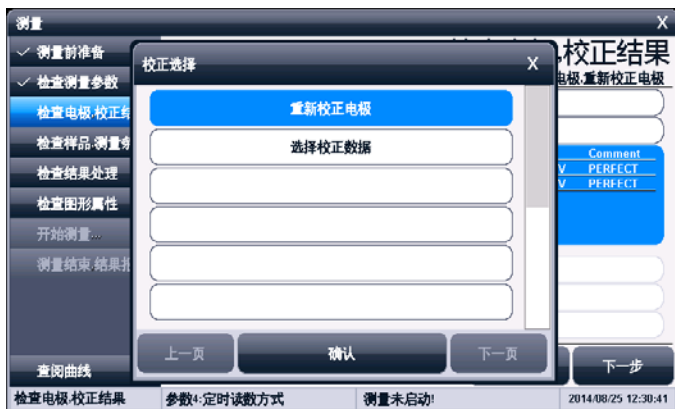 测量 X
✓ 测量前准备
✓ 检查测量参数
检查电极,校正结
检查样品,测量
检查结果处理
检查图形属性
开始测量...
测量结束,结果
查阅曲线
校正选择 X
重新校正电极
选择校正数据
上一页 确认 下一页
校正结果
电极,重新校正电极
Comment
V PERFECT
V PERFECT
下一步
检查电极,校正结果 参数4:定时读数方式 测量未启动! 2014/08/25 12:30:41